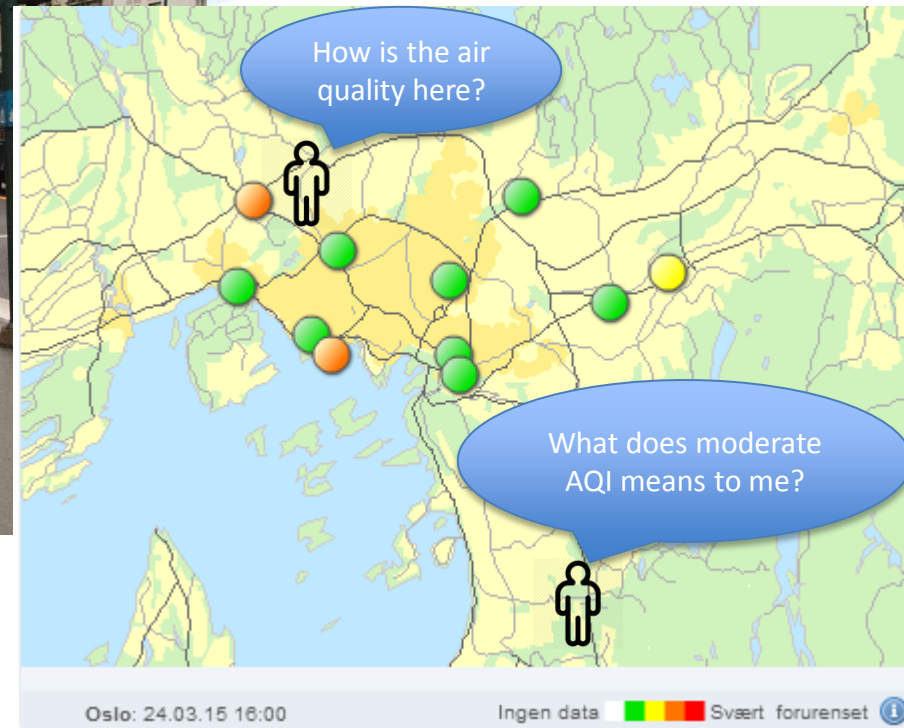 How is the air
quality here?
What does moderate
AQI means to me?
Oslo: 24.03.15 16:00
Ingen data Svært forurenset i